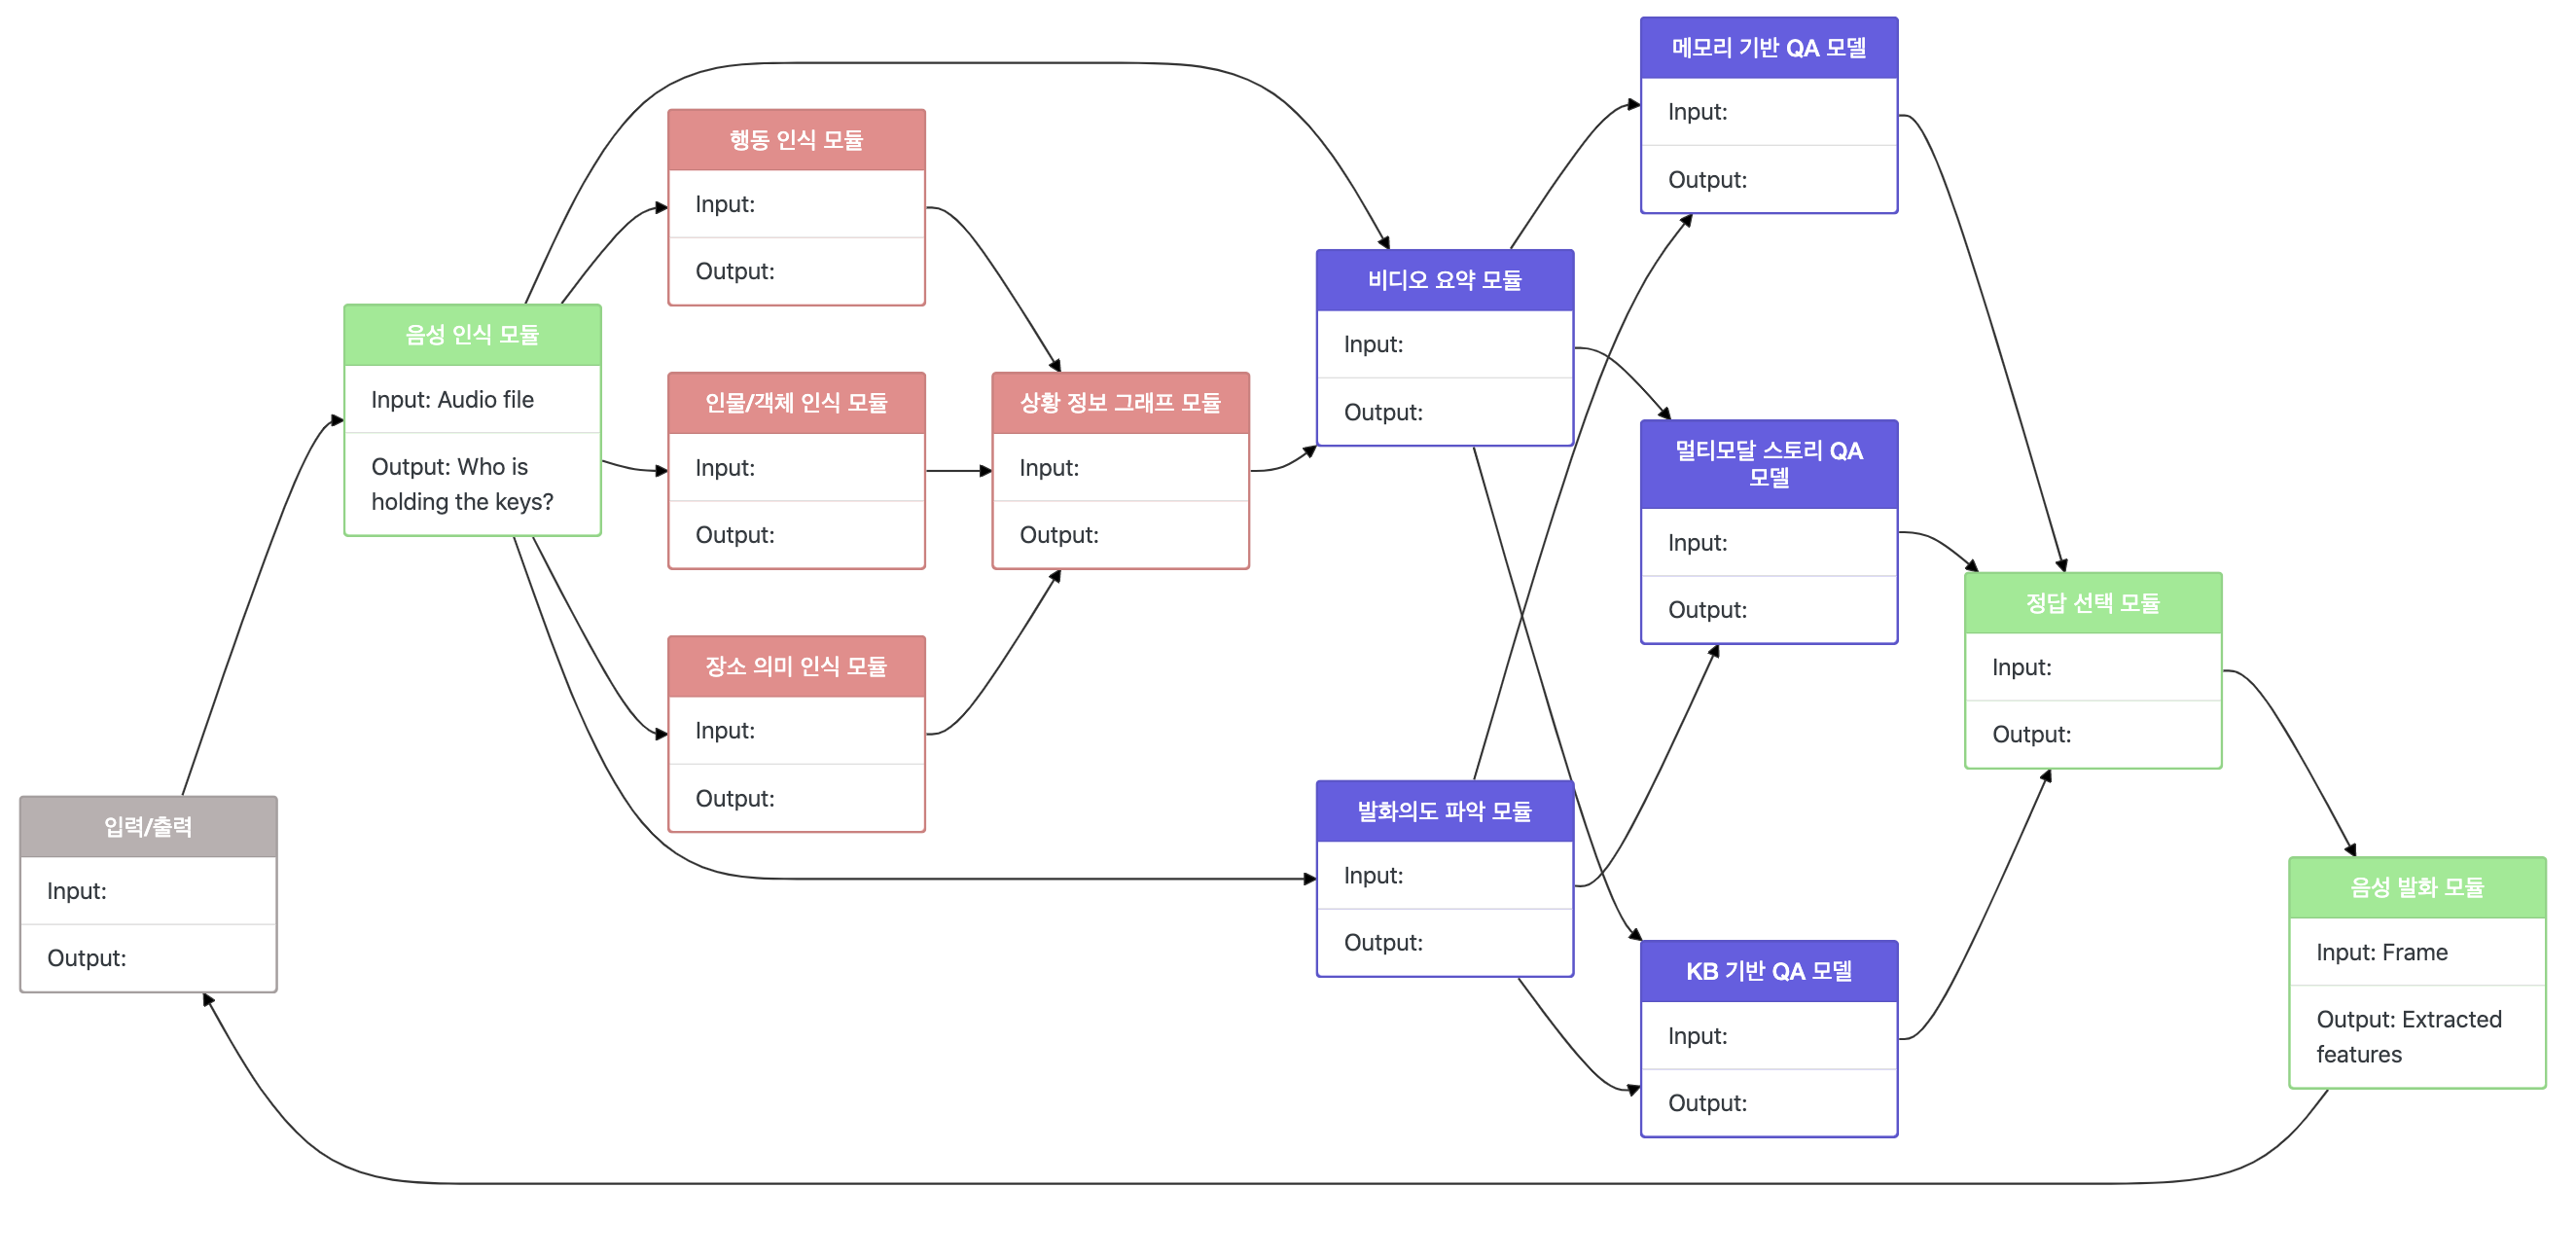 입력/출력
Input:
Output:
음성 인식 모듈
Input: Audio file
Output: Who is
holding the keys?
행동 인식 모듈
Input:
Output:
인물/객체 인식 모듈
Input:
Output:
장소 의미 인식 모듈
Input:
Output:
상황 정보 그래프 모듈
Input:
Output:
비디오 요약 모듈
Input:
Output:
발화의도 파악 모듈
Input:
Output:
메모리 기반 QA 모델
Input:
Output:
멀티모달 스토리 QA
모델
Input:
Output:
KB 기반 QA 모델
Input:
Output:
정답 선택 모듈
Input:
Output:
음성 발화 모듈
Input: Frame
Output: Extracted
features